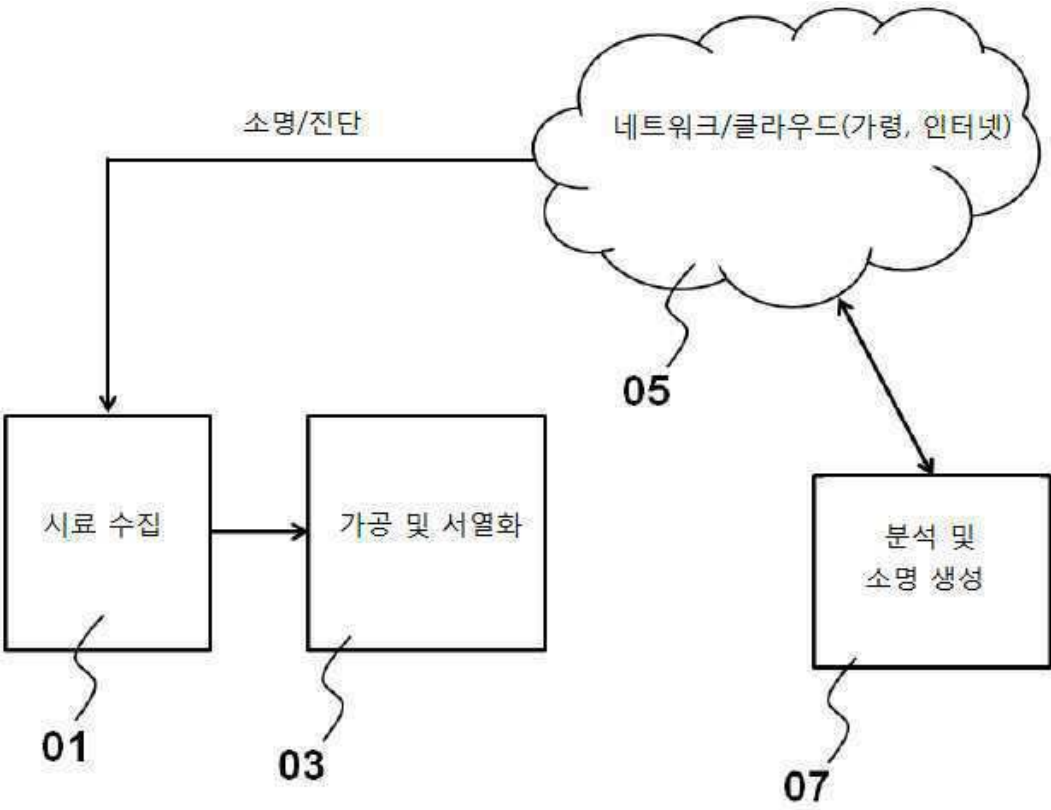 소명/진단
네트워크/클라우드(가령, 인터넷)
05
시료 수집
가공 및 서열화
분석 및
소명 생성
01
03
07